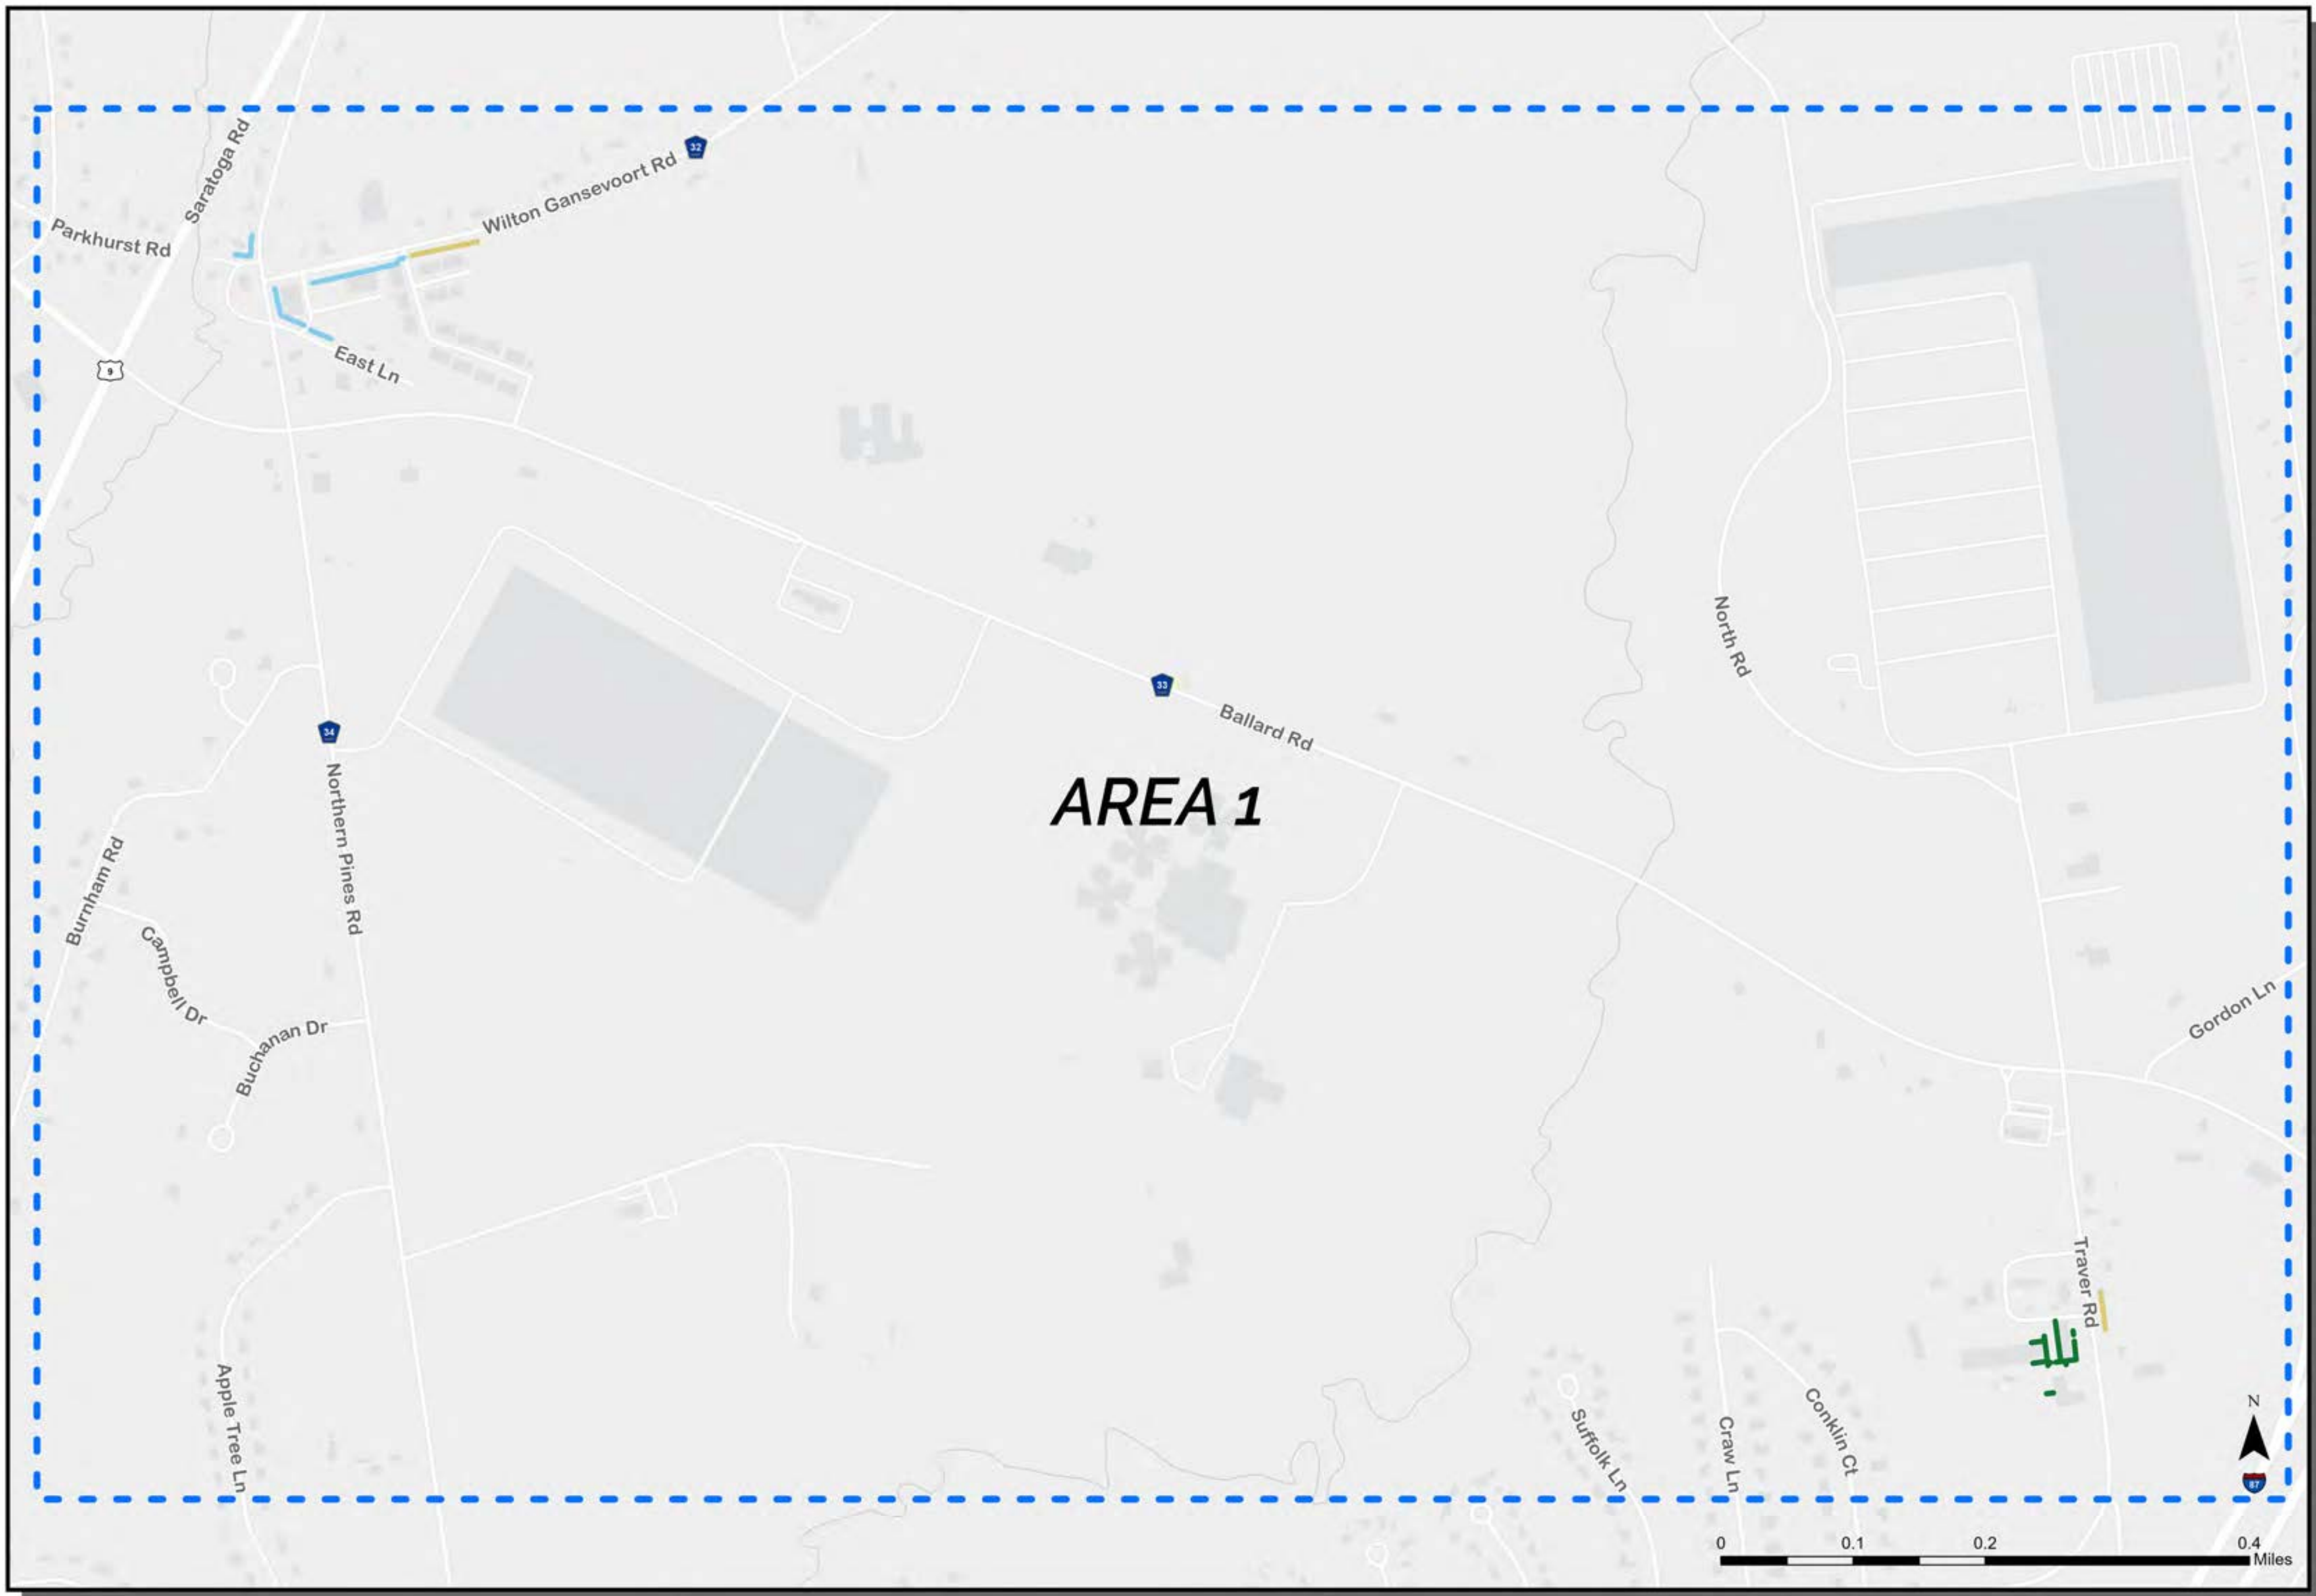 Saratoga Rd
32
Wilton Gansevoort Rd
Parkhurst Rd
East Ln
9
North Rd
33
Ballard Rd
34
Northern Pines Rd
AREA 1
Burnham Rd
Campbell Dr
Buchanan Dr
Gordon Ln
Traver Rd
Apple Tree Ln
Suffolk Ln
Craw Ln
Conklin Ct
N
87
0 0.1 0.2 0.4
Miles